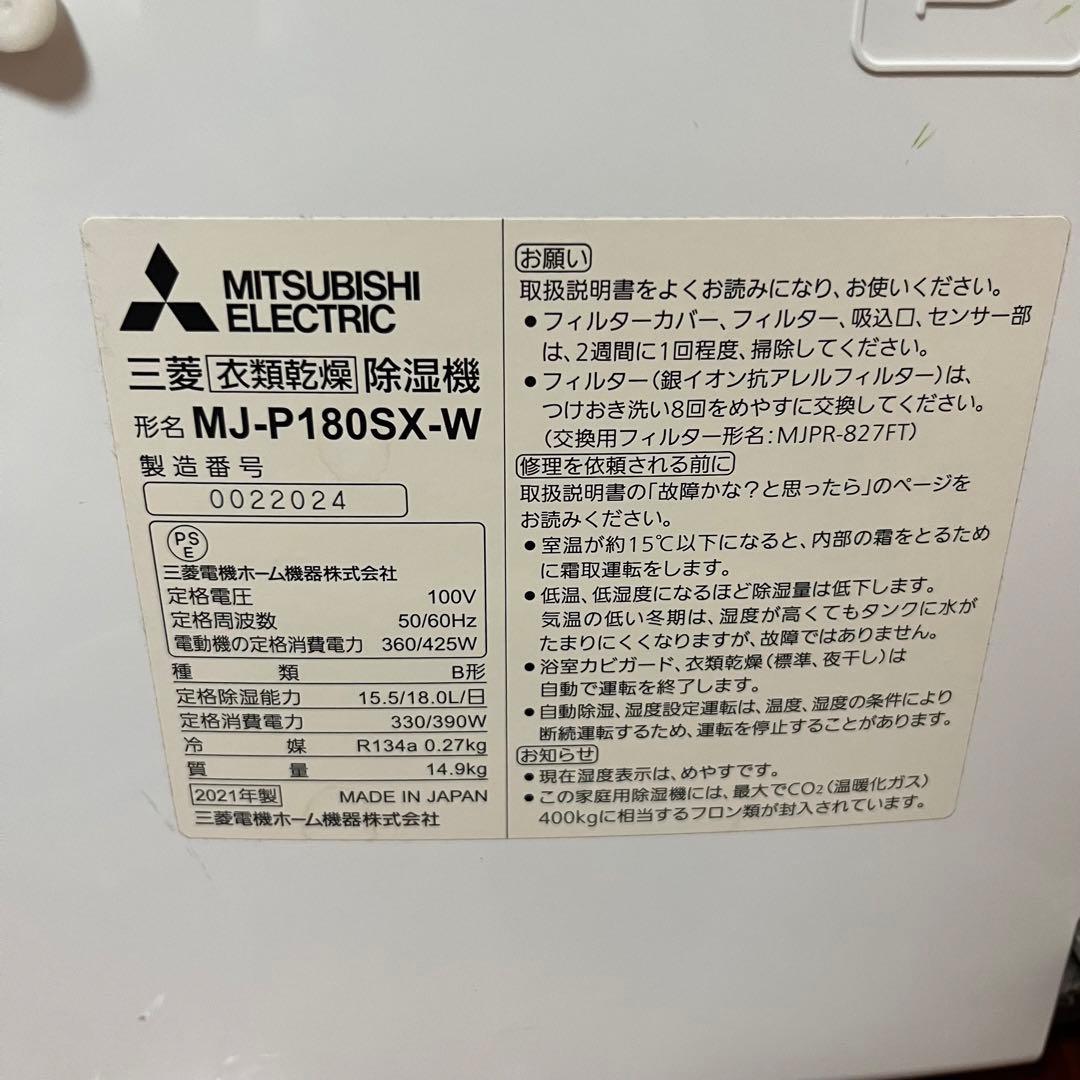 MITSUBISHI
ELECTRIC
三菱 衣類乾燥 除湿機
形名 MJ-P180SX-W
製造番号
0022024
PS
E
三菱電機ホーム機器株式会社
定格電圧 100V
定格周波数 50/60Hz
電動機の定格消費電力 360/425W
種類 B形
定格除湿能力 15.5/18.0L/日
定格消費電力 330/390W
冷媒 R134a 0.27kg
質量 14.9kg
2021年製 MADE IN JAPAN
三菱電機ホーム機器株式会社
お願い
取扱説明書をよくお読みになり、お使いください。
●フィルターカバー、フィルター、吸込口、センサー部
は、2週間に1回程度、掃除してください。
●フィルター(銀イオン抗アレルフィルター)は、
つけおき洗い8回をめやすに交換してください。
(交換用フィルター形名:MJPR-827FT)
修理を依頼される前に
取扱説明書の「故障かな?と思ったら」のページを
お読みください。
●室温が約15℃以下になると、内部の霜をとるため
に霜取運転をします。
●低温、低湿度になるほど除湿量は低下します。
気温の低い冬期は、湿度が高くてもタンクに水が
たまりにくくなりますが、故障ではありません。
●浴室カビガード、衣類乾燥(標準、夜干し)は
自動で運転を終了します。
●自動除湿、湿度設定運転は、温度、湿度の条件により
断続運転するため、運転を停止することがあります。
お知らせ
●現在湿度表示は、めやすです。
●この家庭用除湿機には、最大でCO2(温暖化ガス)
400kgに相当するフロン類が封入されています。